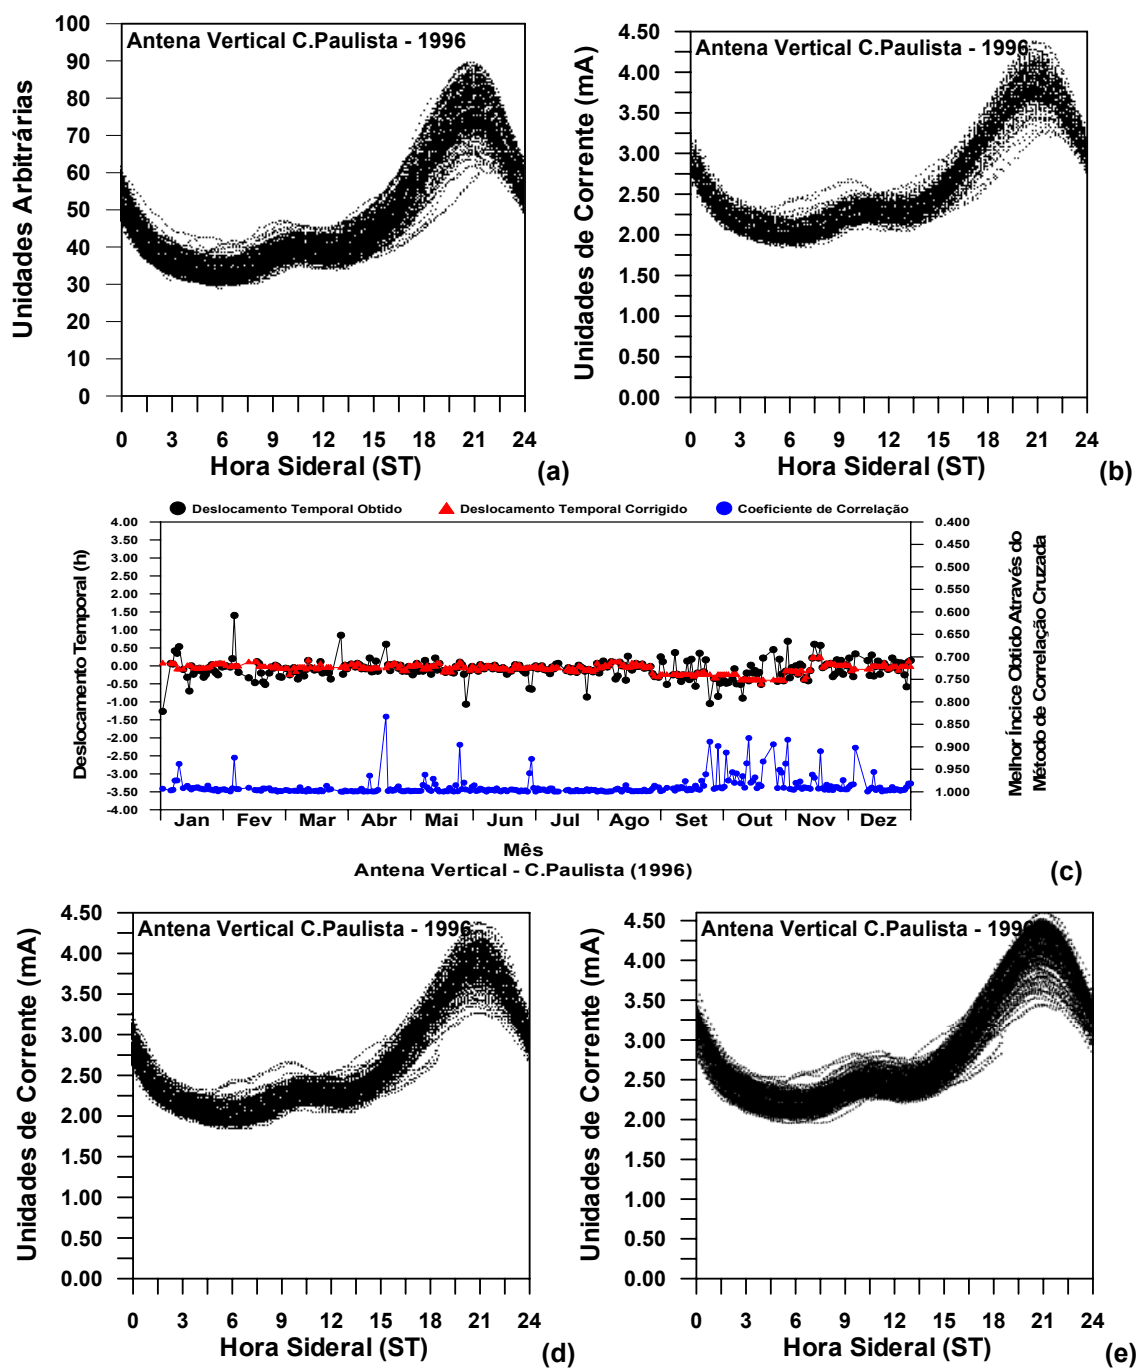 Antena Vertical C.Paulista - 1996
Unidades Arbitrárias
100
90
80
70
60
50
40
30
20
10
0
0 3 6 9 12 15 18 21 24
Hora Sideral (ST)
(a)
Antena Vertical C.Paulista - 1996
Unidades de Corrente (mA)
4.50
4.00
3.50
3.00
2.50
2.00
1.50
1.00
0.50
0.00
0 3 6 9 12 15 18 21 24
Hora Sideral (ST)
(b)
Deslocamento Temporal Obtido
Deslocamento Temporal Corrigido
Coeficiente de Correlação
Deslocamento Temporal (h)
4.00
3.50
3.00
2.50
2.00
1.50
1.00
0.50
0.00
-0.50
-1.00
-1.50
-2.00
-2.50
-3.00
-3.50
-4.00
0.400
0.450
0.500
0.550
0.600
0.650
0.700
0.750
0.800
0.850
0.900
0.950
1.000
Melhor Íncice Obtido Através do
Método de Correlação Cruzada
Jan Fev Mar Abr Mai Jun Jul Ago Set Out Nov Dez
Mês
Antena Vertical - C.Paulista (1996)
(c)
Antena Vertical C.Paulista - 1996
Unidades de Corrente (mA)
4.50
4.00
3.50
3.00
2.50
2.00
1.50
1.00
0.50
0.00
0 3 6 9 12 15 18 21 24
Hora Sideral (ST)
(d)
Antena Vertical C.Paulista - 1996
Unidades de Corrente (mA)
4.50
4.00
3.50
3.00
2.50
2.00
1.50
1.00
0.50
0.00
0 3 6 9 12 15 18 21 24
Hora Sideral (ST)
(e)